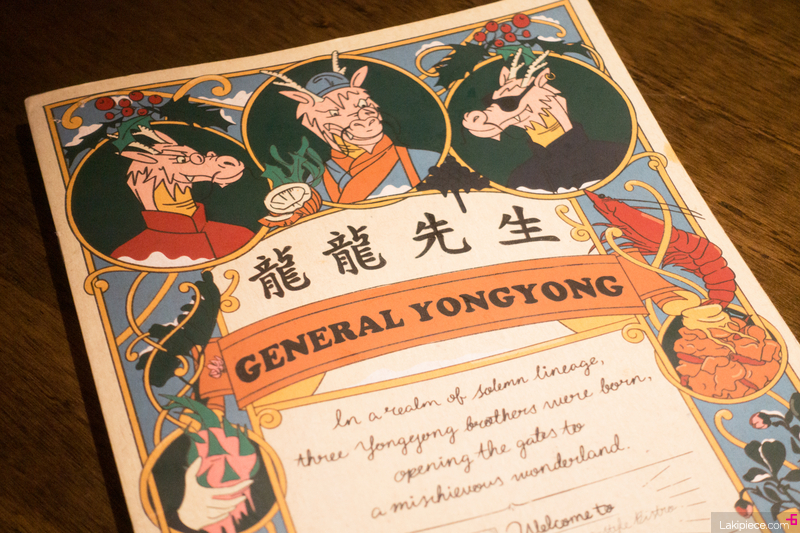 龍龍先生
GENERAL YONGYONG
In a realm of solemn lineage,
three Yongyong brothers were born,
opening the gates to
a mischievous wonderland.
Welcome to
Bistro
Lakipiece.com